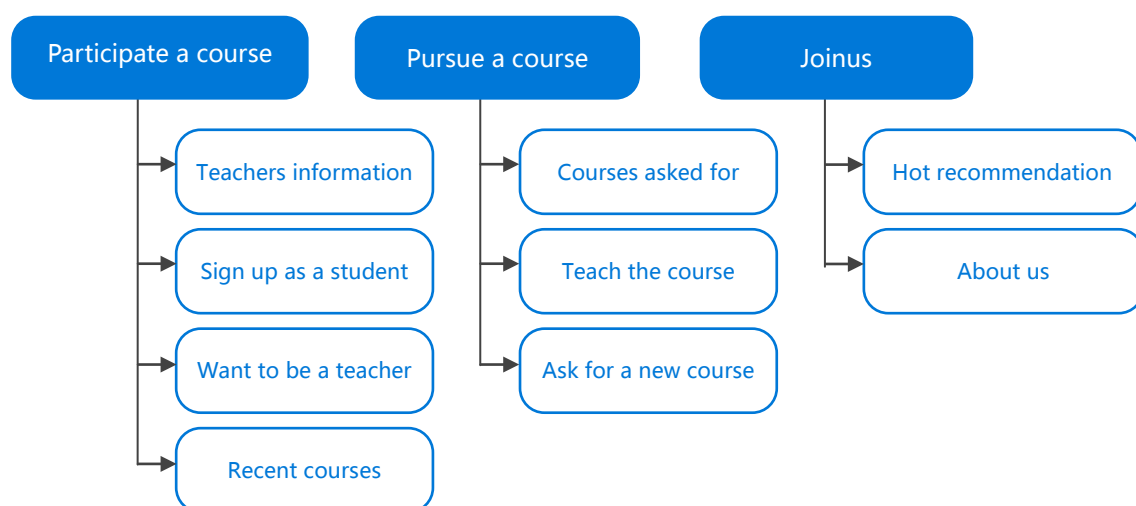 Participate a course
Pursue a course
Joinus
Teachers information
Courses asked for
Hot recommendation
Sign up as a student
Teach the course
About us
Want to be a teacher
Ask for a new course
Recent courses